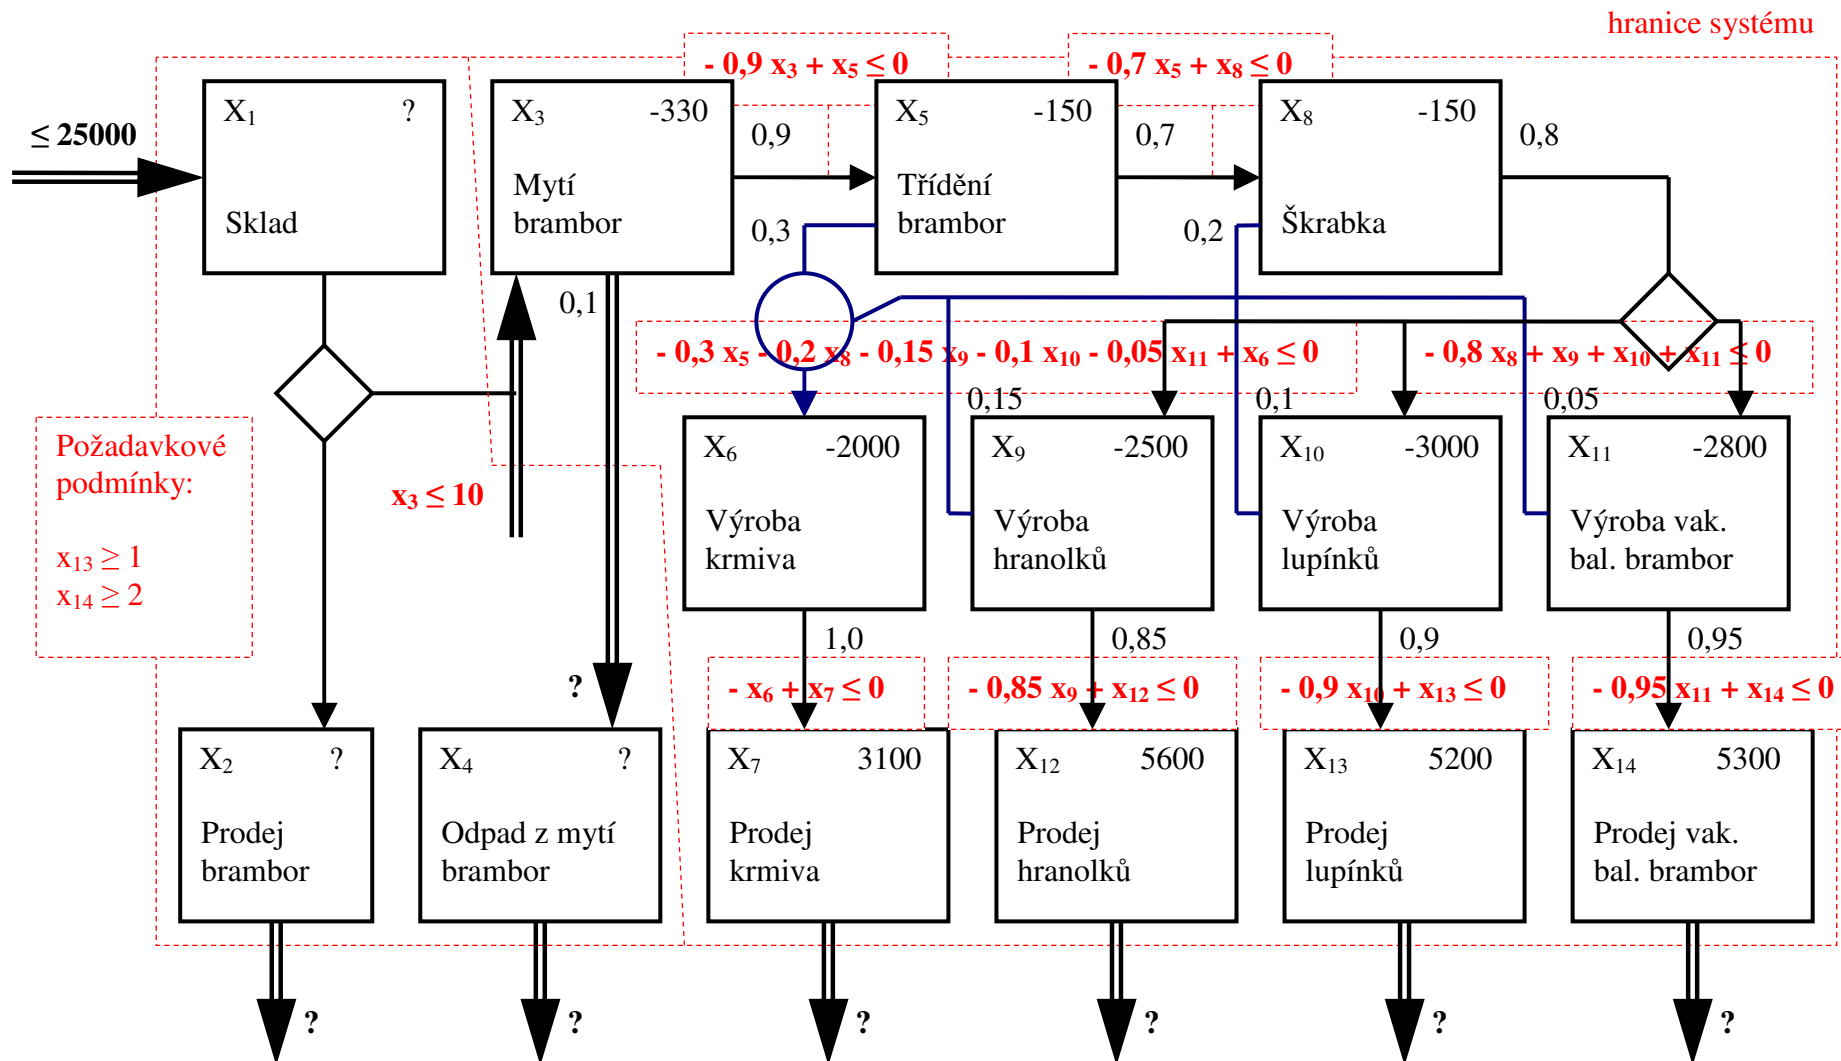 hranice systému
- 0,9 x₃ + x₅ ≤ 0
- 0,7 x₅ + x₈ ≤ 0
≤ 25000
X₁ ?
Sklad
X₃ -330
Mytí
brambor
0,9
X₅ -150
Třídění
brambor
0,7
X₈ -150
Škrabka
0,8
0,3
0,2
0,1
- 0,3 x₅ - 0,2 x₈ - 0,15 x₉ - 0,1 x₁₀ - 0,05 x₁₁ + x₆ ≤ 0
- 0,8 x₈ + x₉ + x₁₀ + x₁₁ ≤ 0
0,15
0,1
0,05
Požadavkové
podmínky:
x₁₃ ≥ 1
x₁₄ ≥ 2
x₃ ≤ 10
X₆ -2000
Výroba
krmiva
X₉ -2500
Výroba
hranolků
X₁₀ -3000
Výroba
lupínků
X₁₁ -2800
Výroba vak.
bal. brambor
1,0
0,85
0,9
0,95
?
- x₆ + x₇ ≤ 0
- 0,85 x₉ + x₁₂ ≤ 0
- 0,9 x₁₀ + x₁₃ ≤ 0
- 0,95 x₁₁ + x₁₄ ≤ 0
X₂ ?
Prodej
brambor
X₄ ?
Odpad z mytí
brambor
X₇ 3100
Prodej
krmiva
X₁₂ 5600
Prodej
hranolků
X₁₃ 5200
Prodej
lupínků
X₁₄ 5300
Prodej vak.
bal. brambor
?
?
?
?
?
?